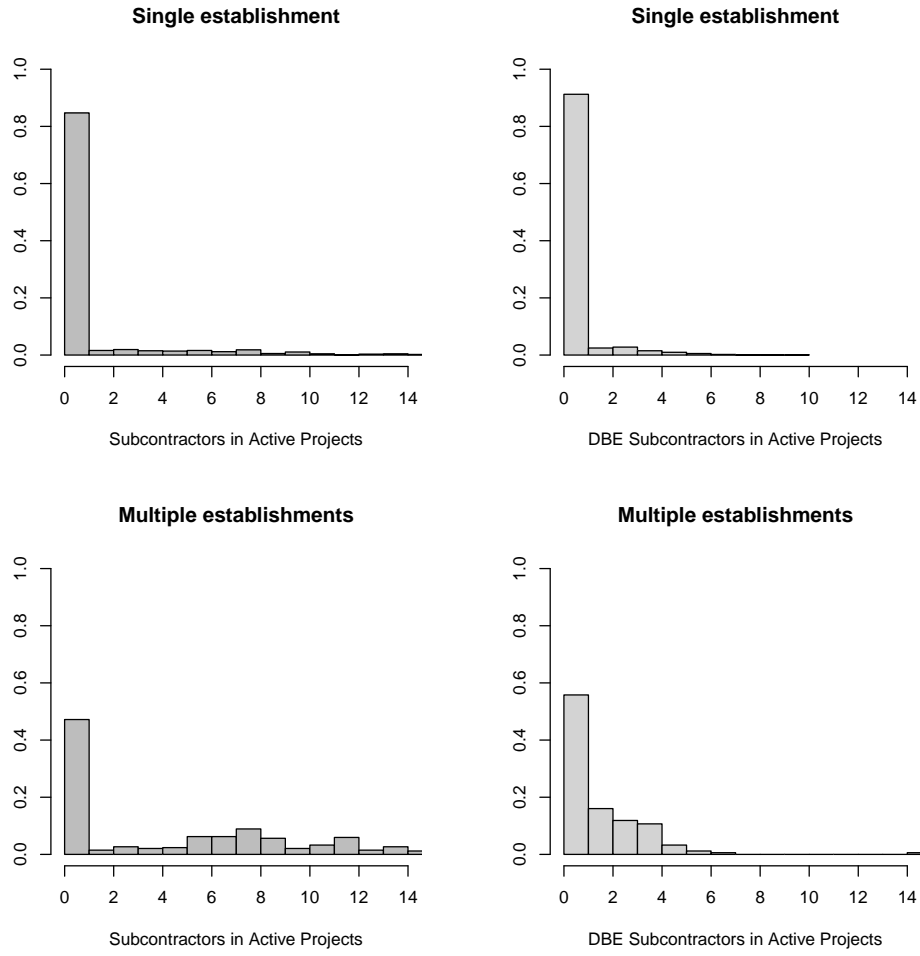 Single establishment
1.0
0.8
0.6
0.4
0.2
0.0
0 2 4 6 8 10 12 14
Subcontractors in Active Projects
Single establishment
1.0
0.8
0.6
0.4
0.2
0.0
0 2 4 6 8 10 12 14
DBE Subcontractors in Active Projects
Multiple establishments
1.0
0.8
0.6
0.4
0.2
0.0
0 2 4 6 8 10 12 14
Subcontractors in Active Projects
Multiple establishments
1.0
0.8
0.6
0.4
0.2
0.0
0 2 4 6 8 10 12 14
DBE Subcontractors in Active Projects